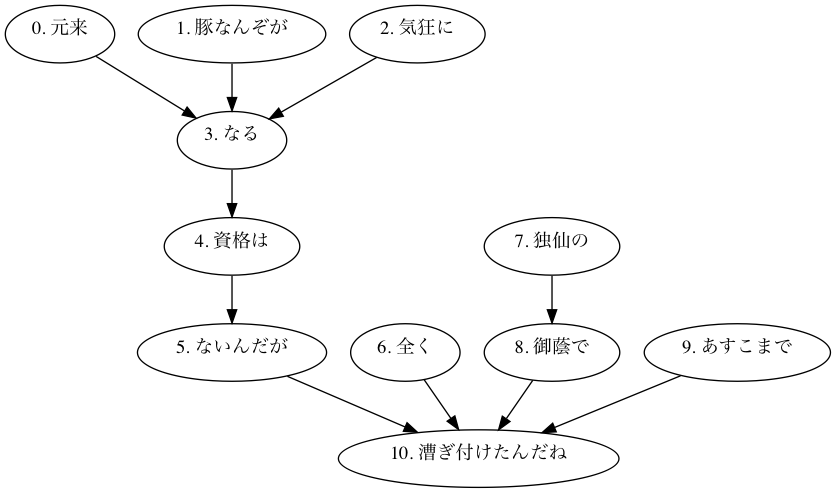 0. 元来
1. 豚なんぞが
2. 気狂に
3. なる
4. 資格は
7. 独仙の
5. ないんだが
6. 全く
8. 御蔭で
9. あすこまで
10. 漕ぎ付けたんだね